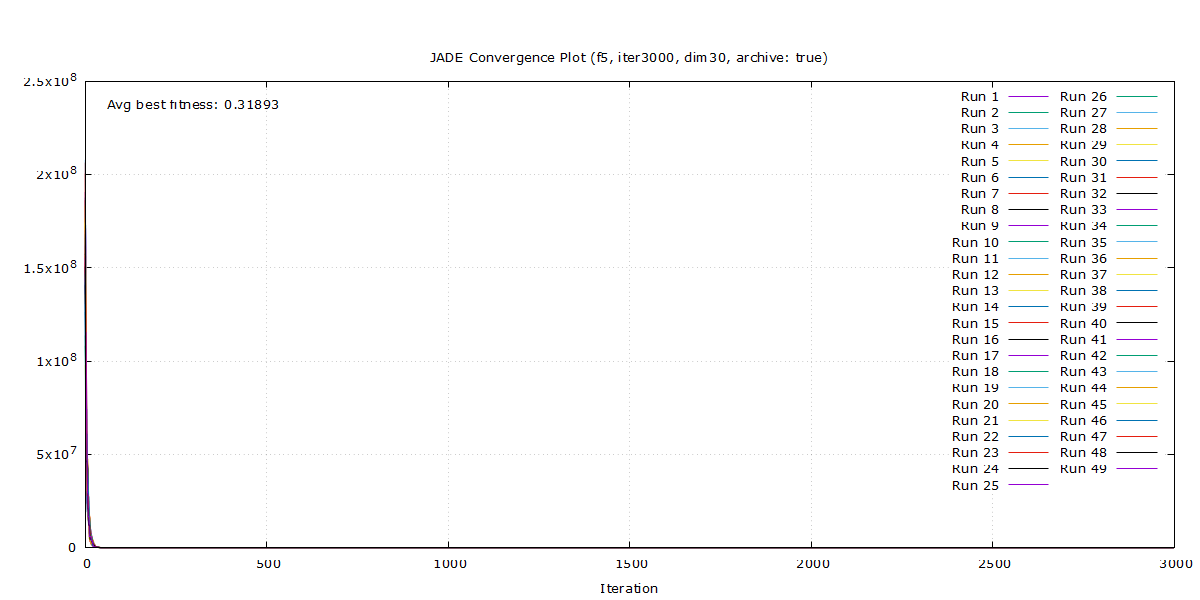 JADE Convergence Plot (f5, iter3000, dim30, archive: true)
2.5x10^8
2x10^8
1.5x10^8
1x10^8
5x10^7
0
Avg best fitness: 0.31893
Run 1
Run 2
Run 3
Run 4
Run 5
Run 6
Run 7
Run 8
Run 9
Run 10
Run 11
Run 12
Run 13
Run 14
Run 15
Run 16
Run 17
Run 18
Run 19
Run 20
Run 21
Run 22
Run 23
Run 24
Run 25
Run 26
Run 27
Run 28
Run 29
Run 30
Run 31
Run 32
Run 33
Run 34
Run 35
Run 36
Run 37
Run 38
Run 39
Run 40
Run 41
Run 42
Run 43
Run 44
Run 45
Run 46
Run 47
Run 48
Run 49
0 500 1000 1500 2000 2500 3000
Iteration